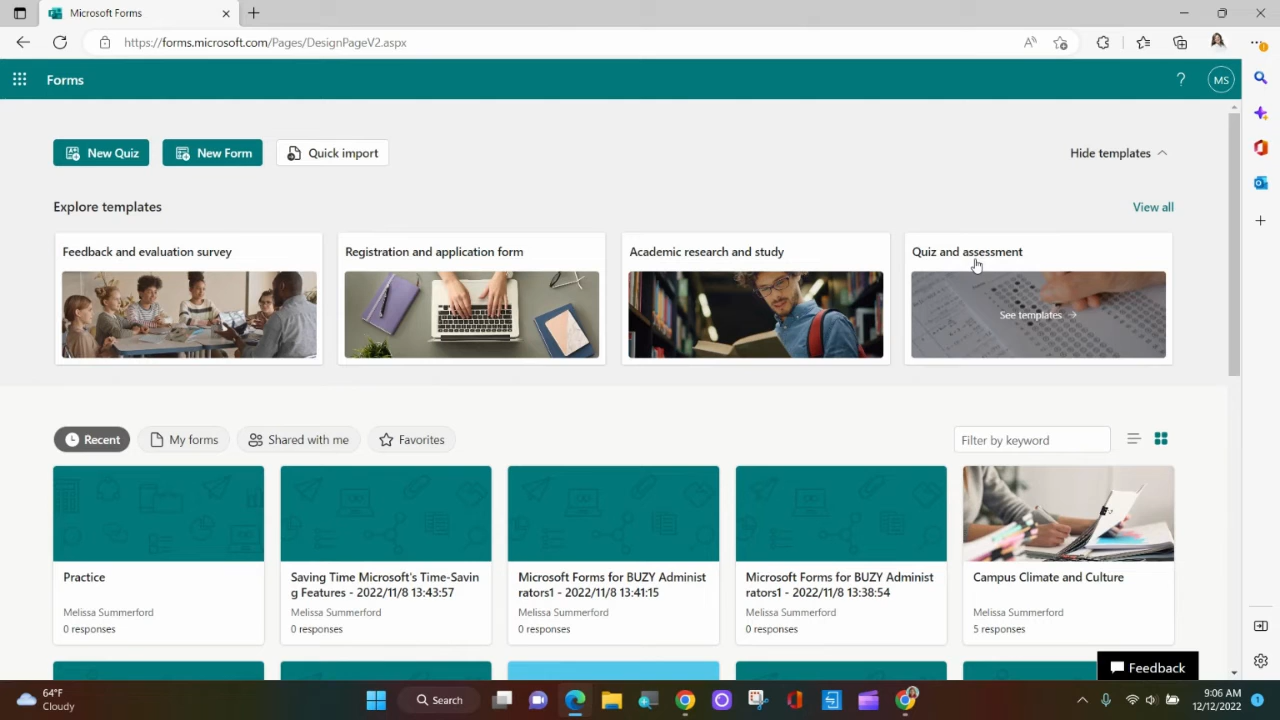 Microsoft Forms
https://forms.microsoft.com/Pages/DesignPageV2.aspx
Forms
? MS
New Quiz New Form Quick import Hide templates
Explore templates View all
Feedback and evaluation survey Registration and application form Academic research and study Quiz and assessment
See templates
Recent My forms Shared with me Favorites Filter by keyword
Practice
Melissa Summerford
0 responses
Saving Time Microsoft's Time-Savin
g Features - 2022/11/8 13:43:57
Melissa Summerford
0 responses
Microsoft Forms for BUZY Administ
rators1 - 2022/11/8 13:41:15
Melissa Summerford
0 responses
Microsoft Forms for BUZY Administ
rators1 - 2022/11/8 13:38:54
Melissa Summerford
0 responses
Campus Climate and Culture
Melissa Summerford
5 responses
Feedback
64°F
Cloudy
Search
9:06 AM
12/12/2022
1